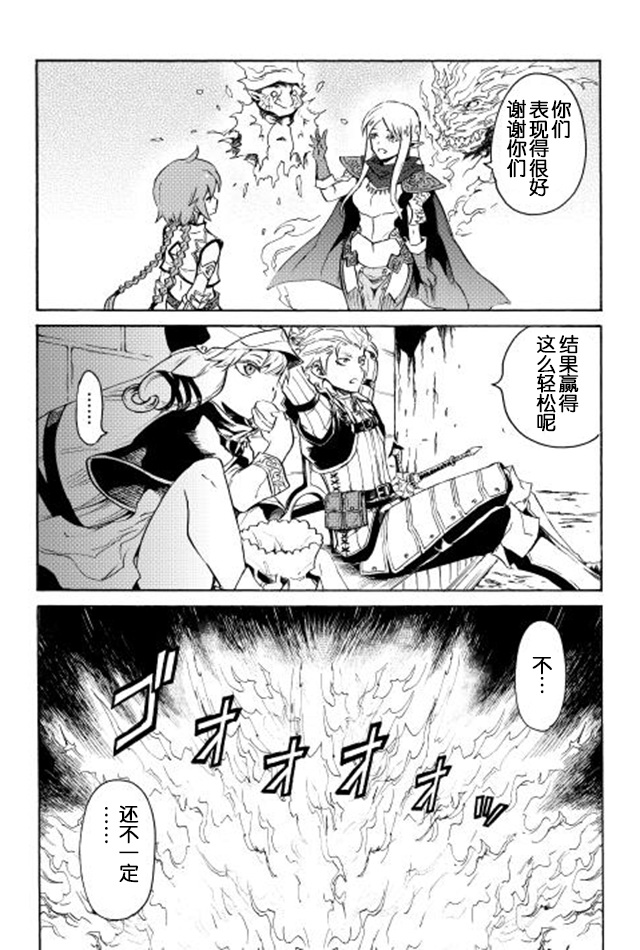 你们
表现得很好
谢谢你们
结果赢得
这么轻松呢
……
不…
ゴオオオオッ
还不一定
……